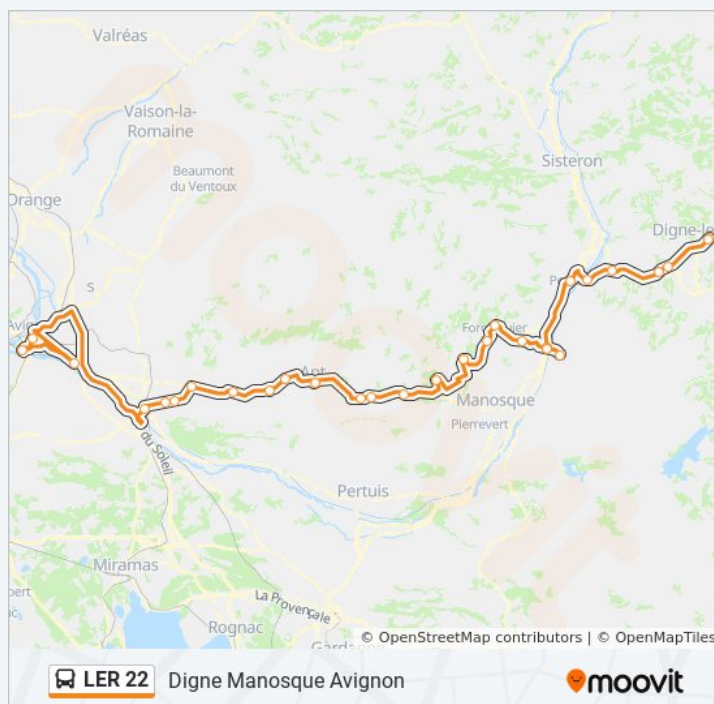 Valréas
Vaison-la-
Romaine
Sisteron
Beaumont
du Ventoux
Orange
Digne-le
S
Forcalquier
Apt
Manosque
Pierrevert
du Soleil
Pertuis
Miramas
La Provençale
Rognac
© OpenStreetMap contributors | © OpenMapTiles
LER 22 Digne Manosque Avignon moovit